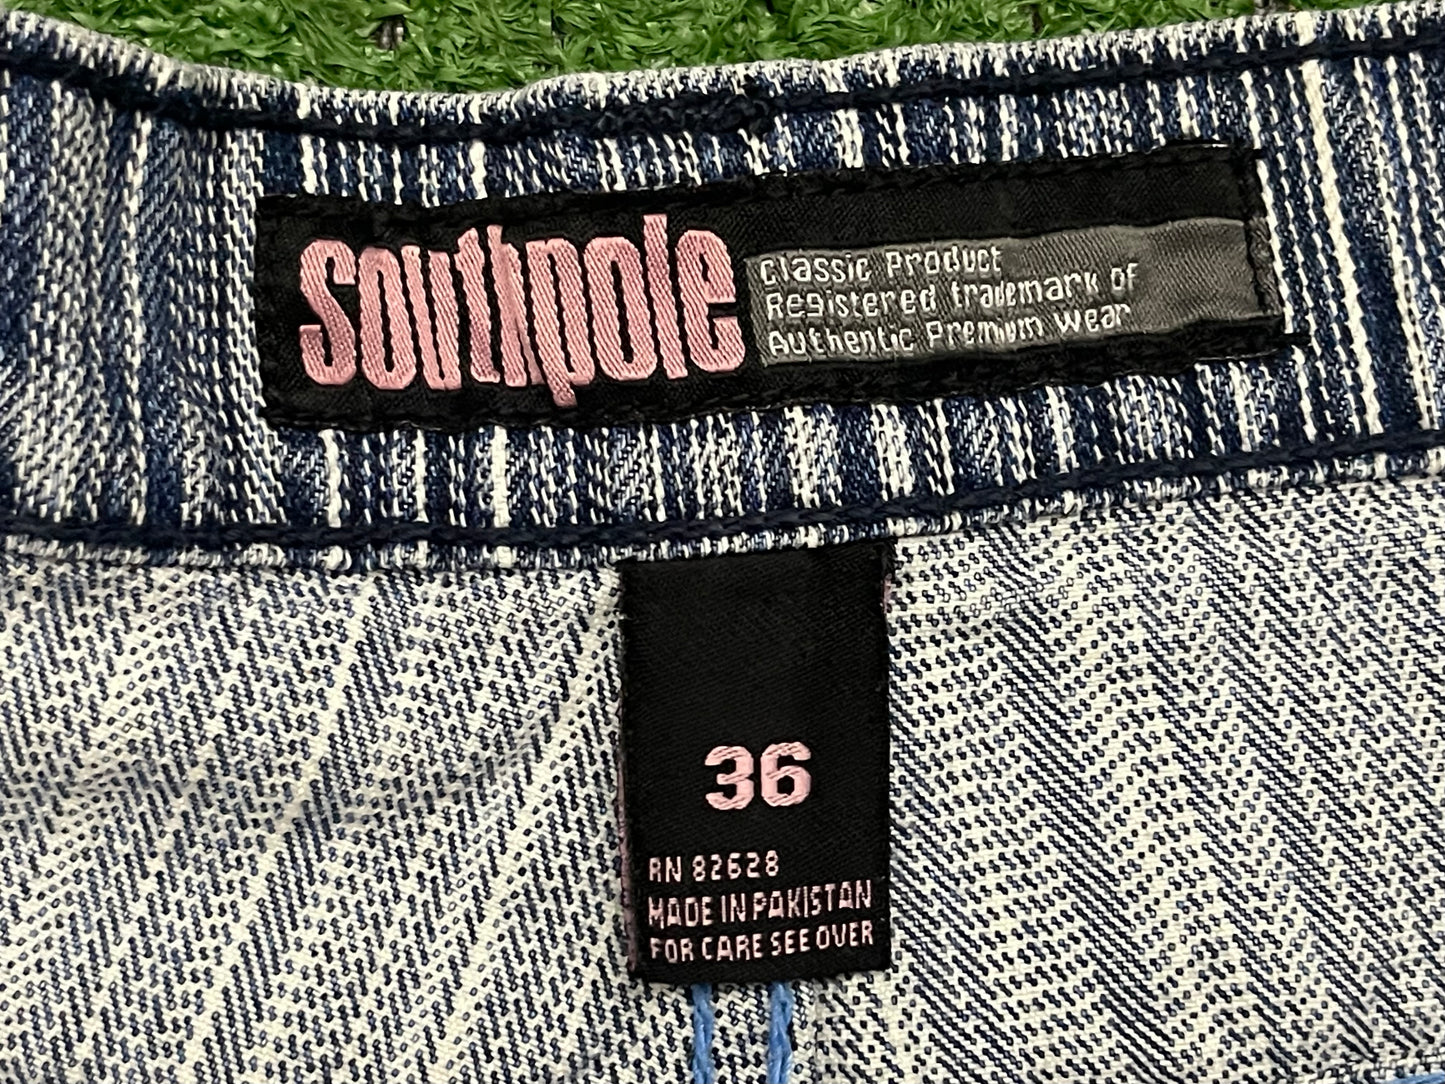 Southpole
Classic Product
Registered trademark of
Authentic Premium wear
36
RN 82628
MADE IN PAKISTAN
FOR CARE SEE OVER